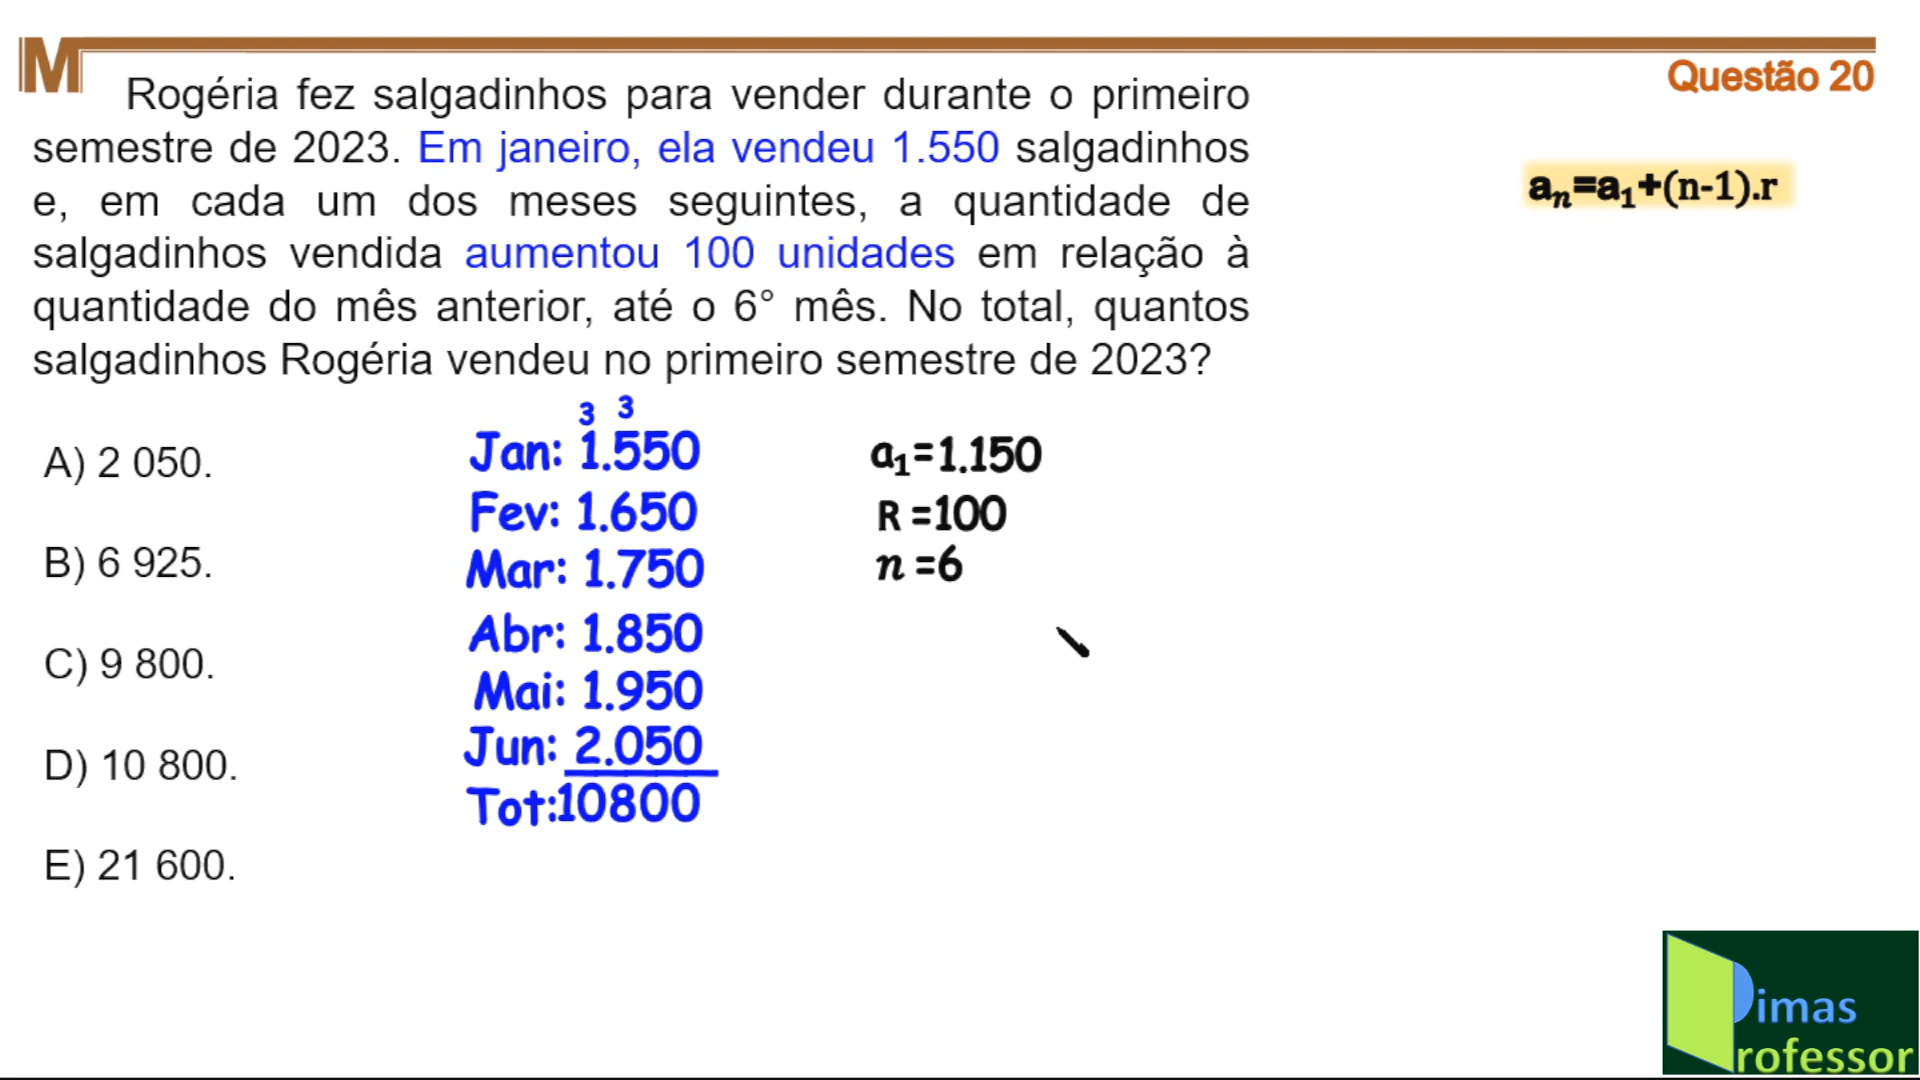 M
Questão 20
Rogéria fez salgadinhos para vender durante o primeiro
semestre de 2023. Em janeiro, ela vendeu 1.550 salgadinhos
e, em cada um dos meses seguintes, a quantidade de
salgadinhos vendida aumentou 100 unidades em relação à
quantidade do mês anterior, até o 6° mês. No total, quantos
salgadinhos Rogéria vendeu no primeiro semestre de 2023?
aₙ=a₁+(n-1).r
A) 2 050.
B) 6 925.
C) 9 800.
D) 10 800.
E) 21 600.
3 3
Jan: 1.550
Fev: 1.650
Mar: 1.750
Abr: 1.850
Mai: 1.950
Jun: 2.050
Tot:10800
a₁=1.150
R =100
n =6
Dimas
Professor